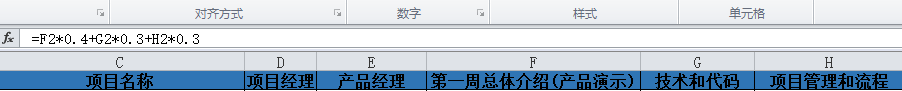 对齐方式 数字 样式 单元格
fx =F2*0.4+G2*0.3+H2*0.3
C D E F G H
项目名称 项目经理 产品经理 第一周总体介绍(产品演示) 技术和代码 项目管理和流程